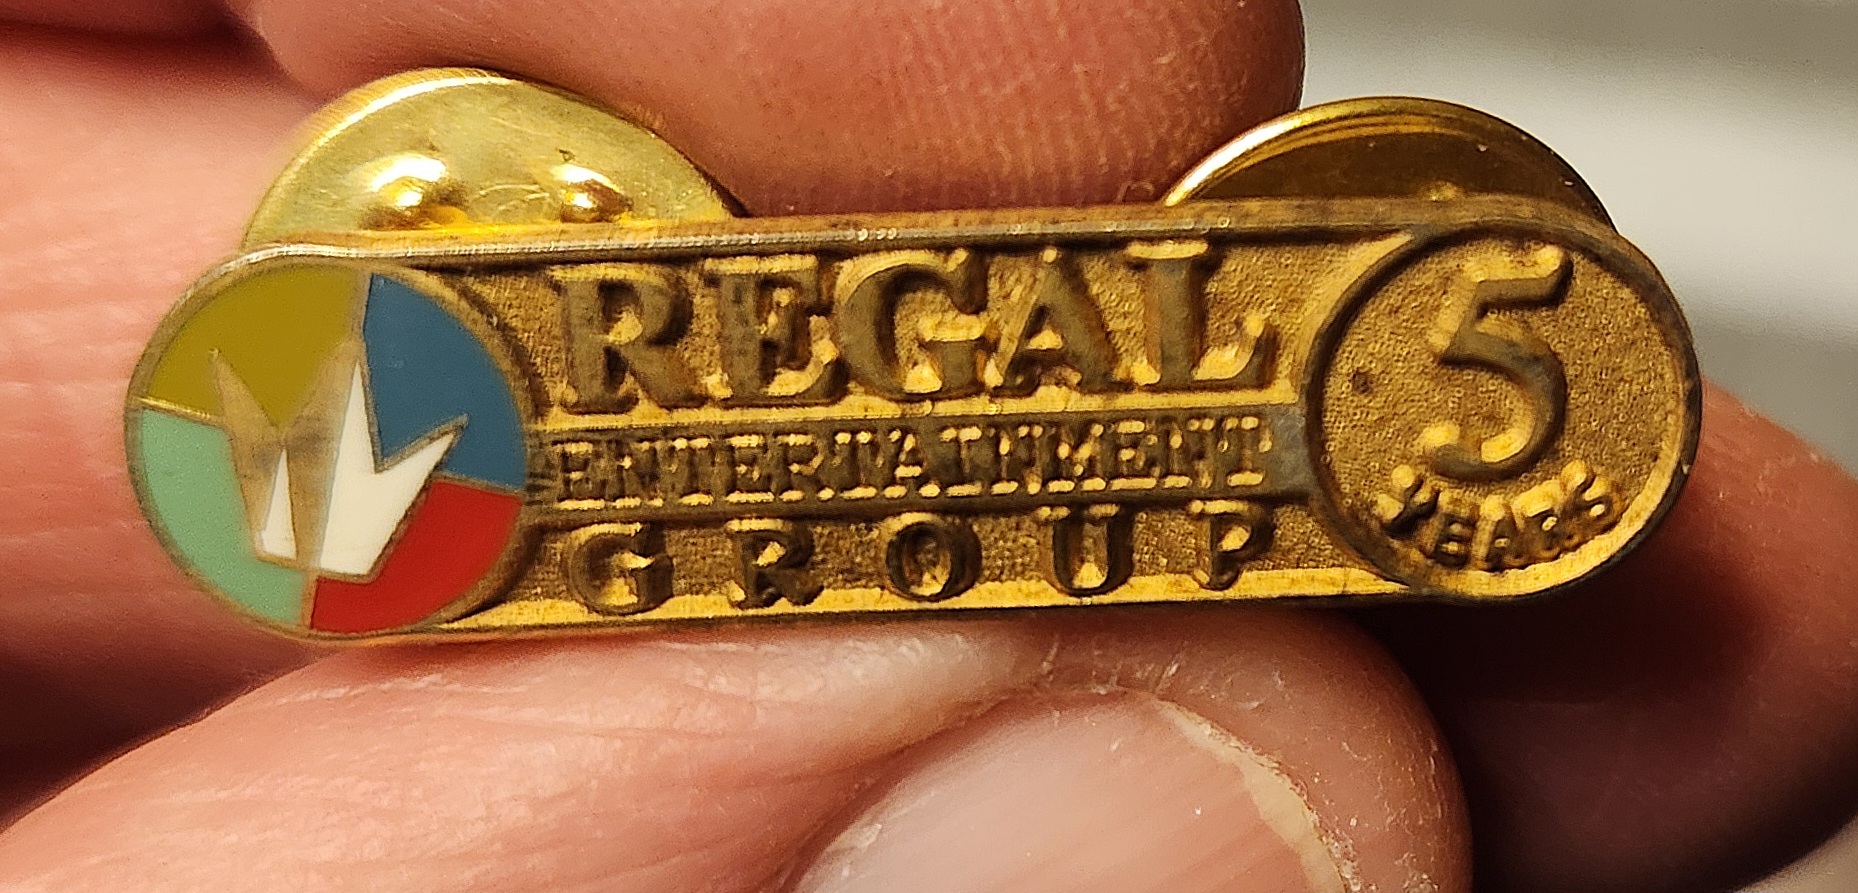 REGAL
ENTERTAINMENT
GROUP
5
YEARS